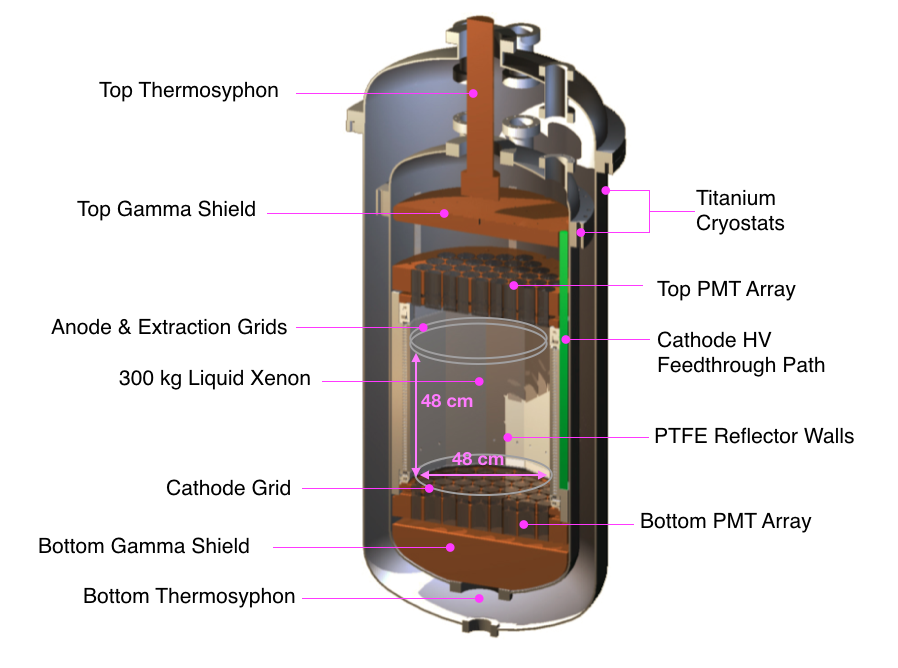 Top Thermosyphon
Top Gamma Shield
Titanium
Cryostats
Top PMT Array
Anode & Extraction Grids
Cathode HV
Feedthrough Path
300 kg Liquid Xenon
48 cm
PTFE Reflector Walls
48 cm
Cathode Grid
Bottom PMT Array
Bottom Gamma Shield
Bottom Thermosyphon